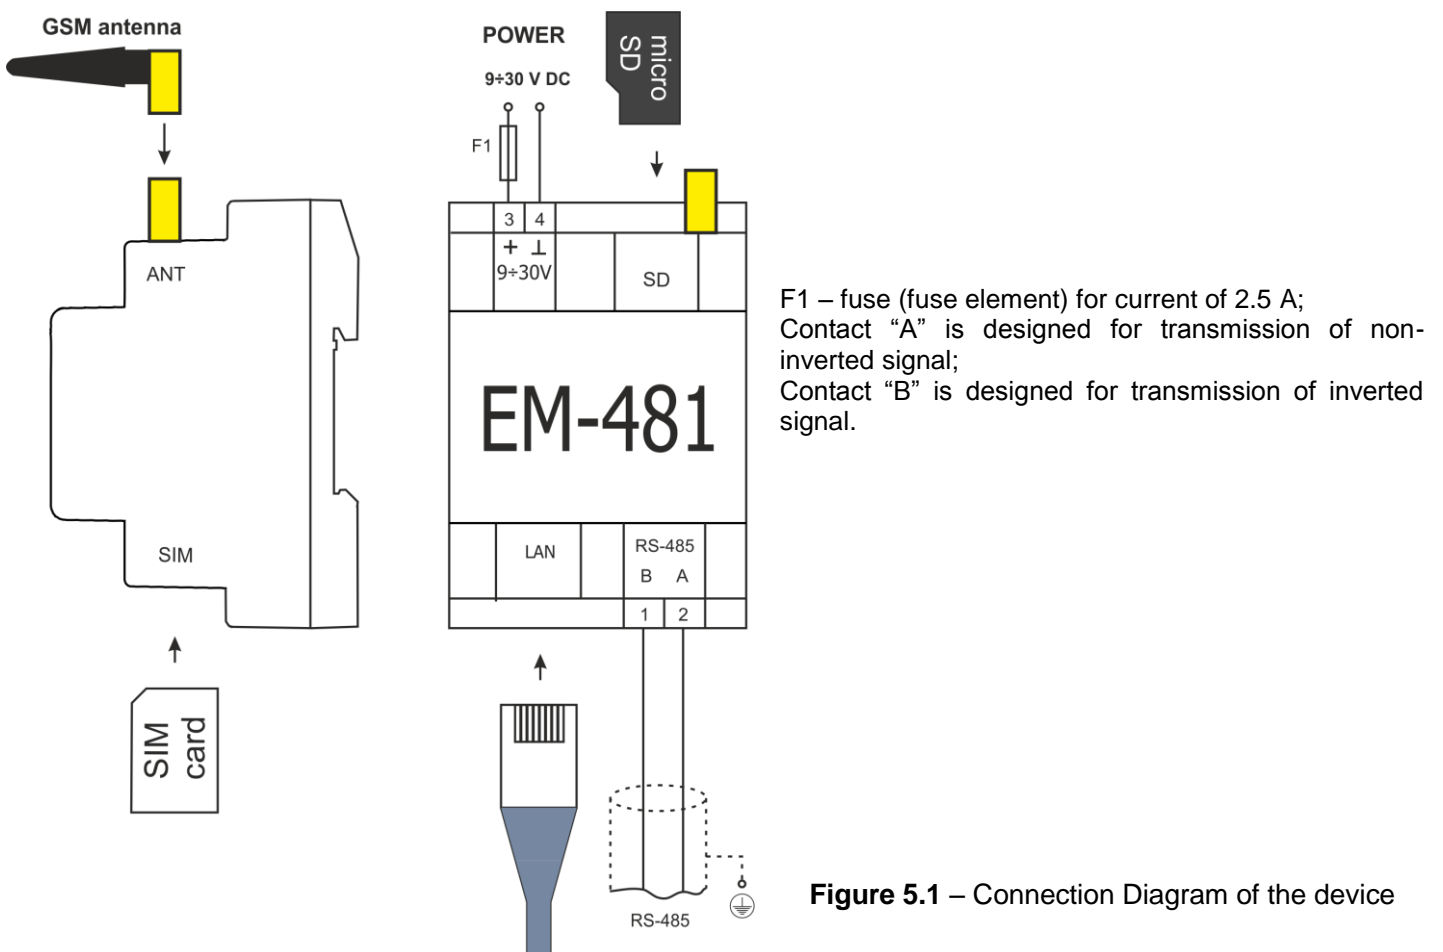 GSM antenna
POWER
9÷30 V DC
micro
SD
F1
3 4
+ ⊥
9÷30V
SD
ANT
EM-481
SIM
LAN
RS-485
B A
1 2
SIM
card
RS-485
F1 – fuse (fuse element) for current of 2.5 A;
Contact “A” is designed for transmission of non-
inverted signal;
Contact “B” is designed for transmission of inverted
signal.
Figure 5.1 – Connection Diagram of the device